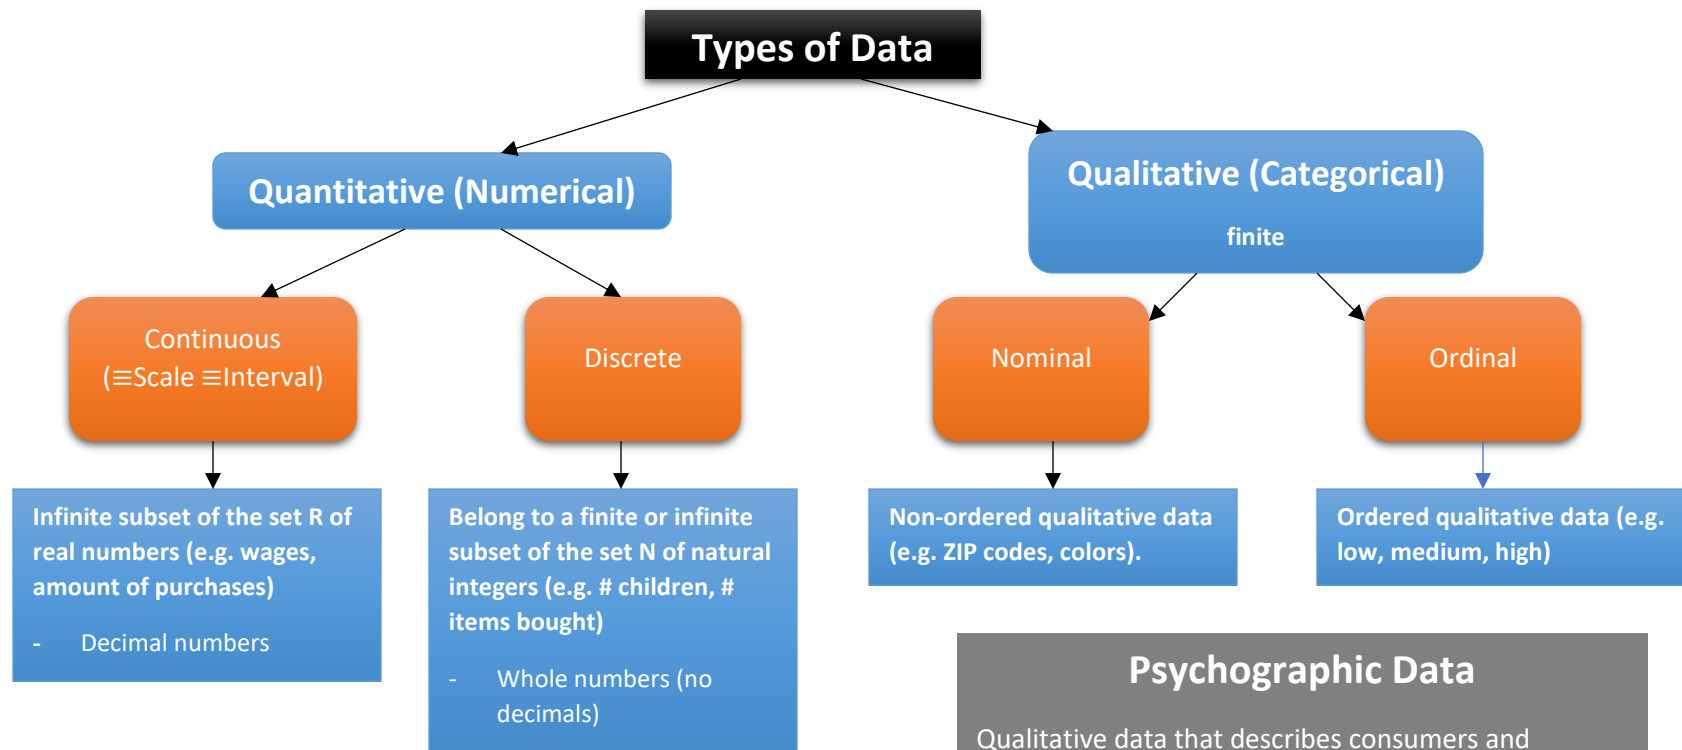 Types of Data
Quantitative (Numerical)
Qualitative (Categorical)
finite
Continuous
(≡Scale ≡Interval)
Discrete
Nominal
Ordinal
Infinite subset of the set R of
real numbers (e.g. wages,
amount of purchases)
- Decimal numbers
Belong to a finite or infinite
subset of the set N of natural
integers (e.g. # children, #
items bought)
- Whole numbers (no
decimals)
Non-ordered qualitative data
(e.g. ZIP codes, colors).
Ordered qualitative data (e.g.
low, medium, high)
Psychographic Data
Qualitative data that describes consumers and